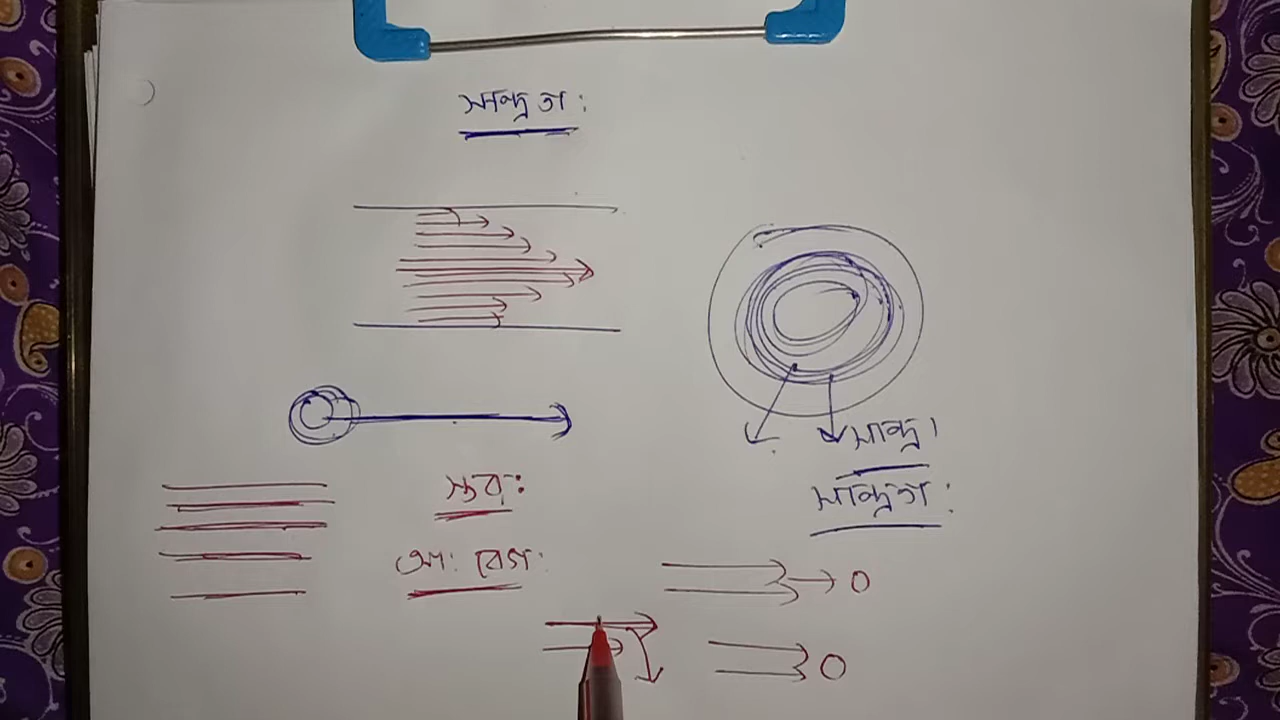 সান্দ্রতা :
সান্দ্র।
সান্দ্রতা :
স্তর :
আঃ বেগ :
0
0